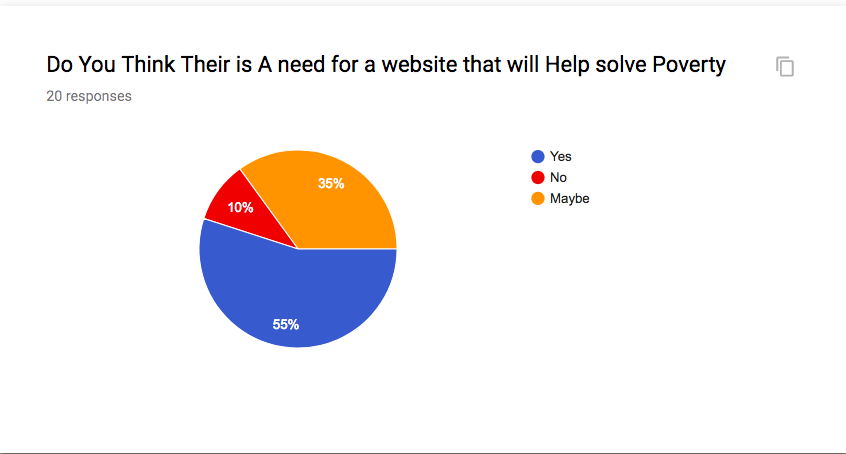 Do You Think Their is A need for a website that will Help solve Poverty
20 responses
Yes
No
Maybe
35%
10%
55%